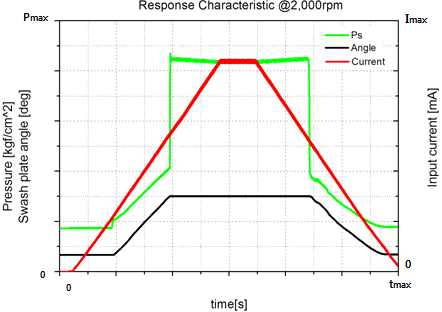 Response Characteristic @2,000rpm
Pmax
Imax
Ps
Angle
Current
Pressure [kgf/cm^2]
Swash plate angle [deg]
Input current [mA]
0
0
0
tmax
time[s]